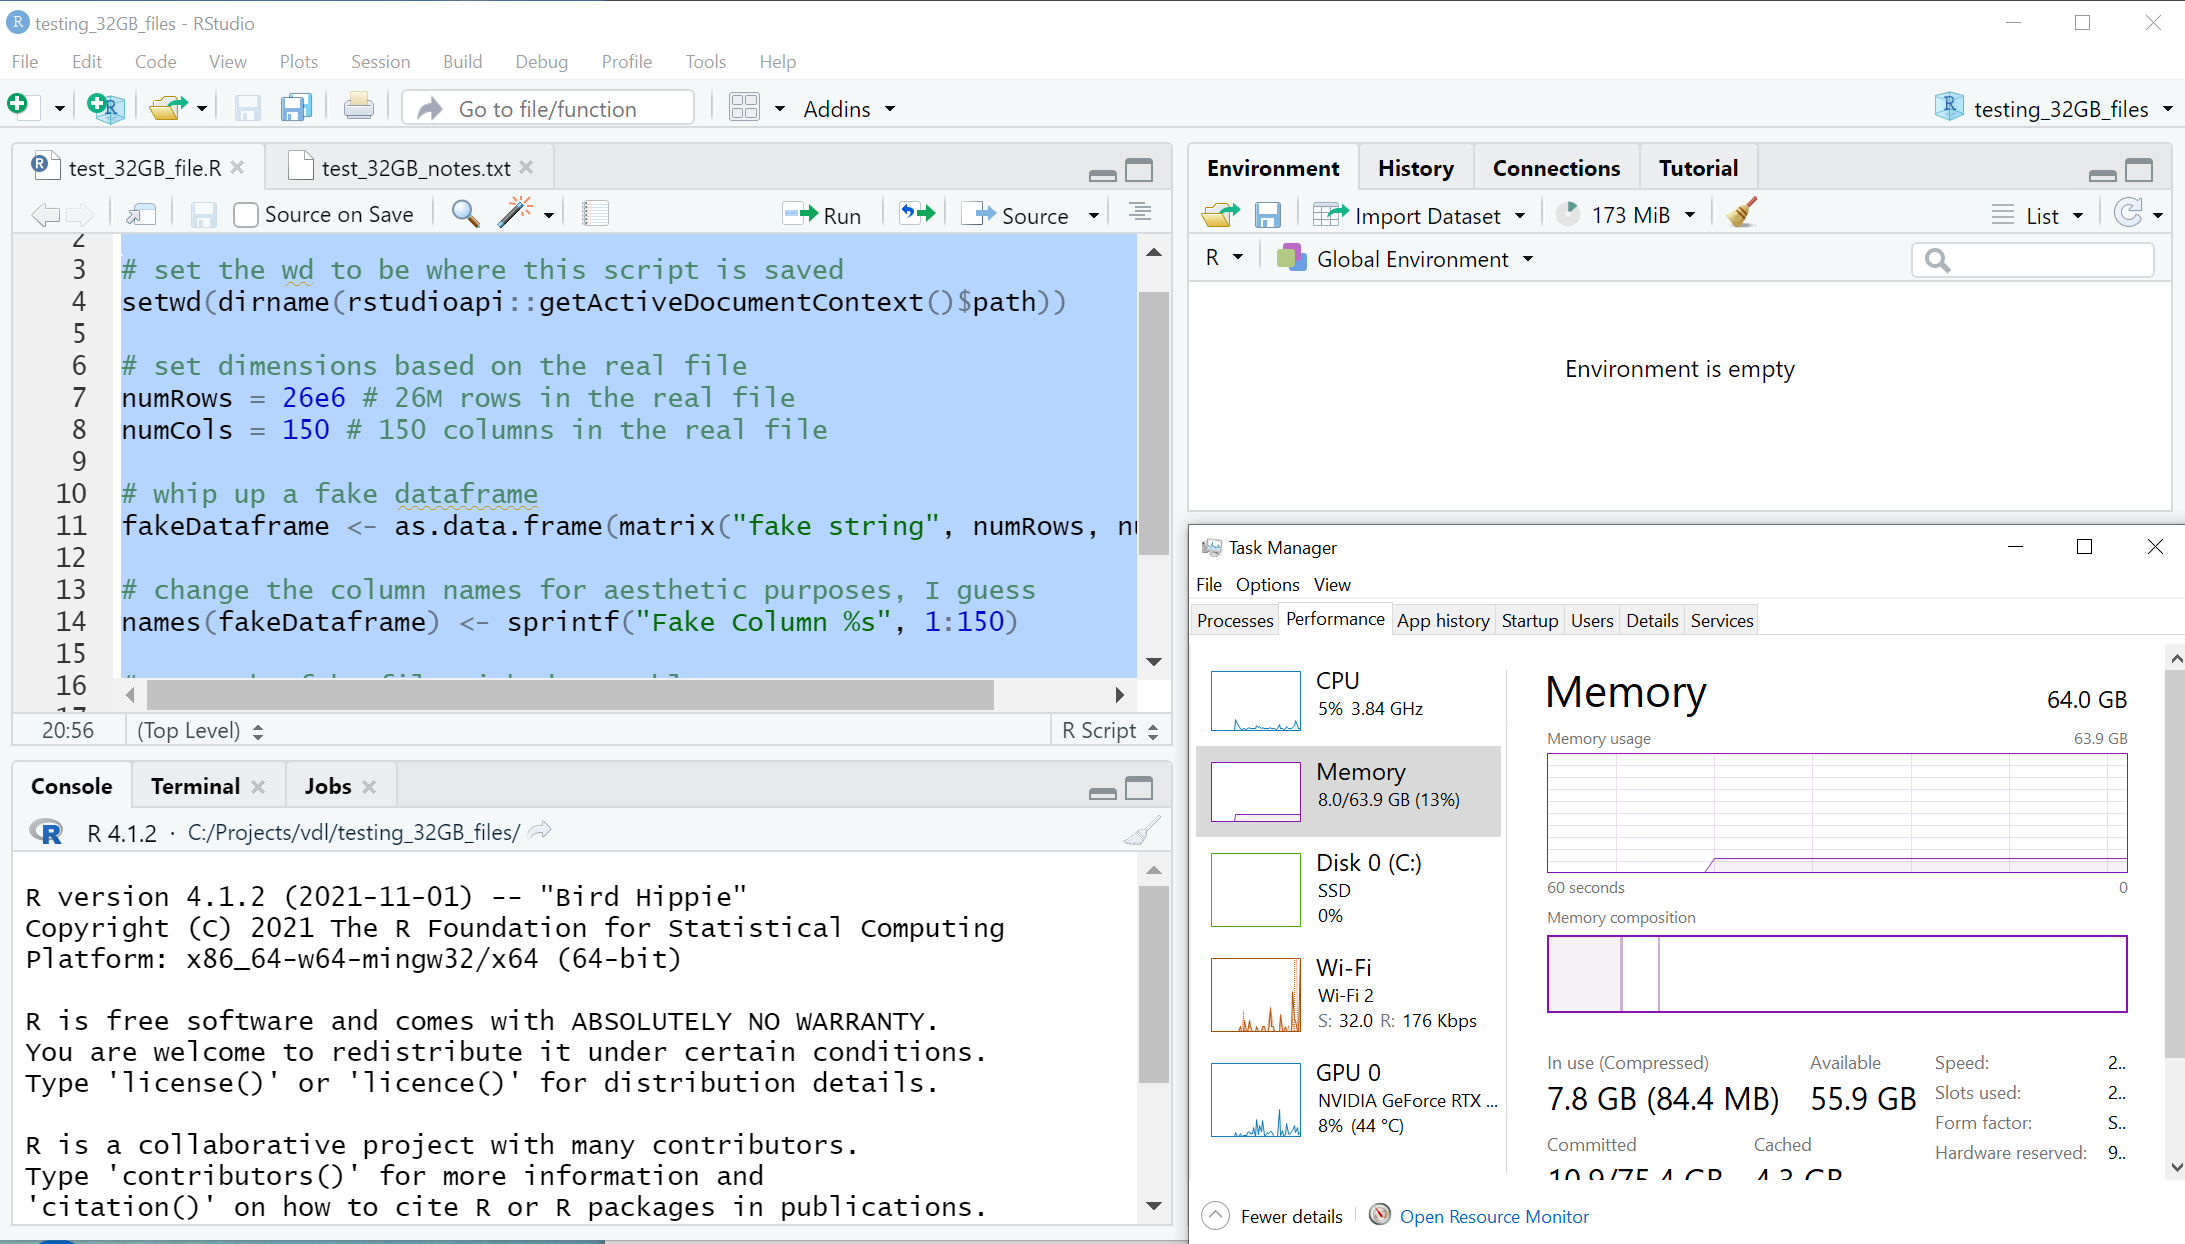 testing_32GB_files - RStudio
File Edit Code View Plots Session Build Debug Profile Tools Help
Go to file/function Addins testing_32GB_files
test_32GB_file.R test_32GB_notes.txt
Source on Save Run Source
2
3 # set the wd to be where this script is saved
4 setwd(dirname(rstudioapi::getActiveDocumentContext()$path))
5
6 # set dimensions based on the real file
7 numRows = 26e6 # 26M rows in the real file
8 numCols = 150 # 150 columns in the real file
9
10 # whip up a fake dataframe
11 fakeDataframe <- as.data.frame(matrix("fake string", numRows,
12
13 # change the column names for aesthetic purposes, I guess
14 names(fakeDataframe) <- sprintf("Fake Column %s", 1:150)
15
16
17
20:56 (Top Level) R Script
Console Terminal Jobs
R 4.1.2 · C:/Projects/vdl/testing_32GB_files/
R version 4.1.2 (2021-11-01) -- "Bird Hippie"
Copyright (C) 2021 The R Foundation for Statistical Computing
Platform: x86_64-w64-mingw32/x64 (64-bit)
R is free software and comes with ABSOLUTELY NO WARRANTY.
You are welcome to redistribute it under certain conditions.
Type 'license()' or 'licence()' for distribution details.
R is a collaborative project with many contributors.
Type 'contributors()' for more information and
'citation()' on how to cite R or R packages in publications.
Environment History Connections Tutorial
Import Dataset 173 MiB List
R Global Environment
Environment is empty
Task Manager
File Options View
Processes Performance App history Startup Users Details Services
CPU
5% 3.84 GHz
Memory
8.0/63.9 GB (13%)
Disk 0 (C:)
SSD
0%
Wi-Fi
Wi-Fi 2
S: 32.0 R: 176 Kbps
GPU 0
NVIDIA GeForce RTX ...
8% (44 °C)
Memory 64.0 GB
Memory usage 63.9 GB
60 seconds 0
Memory composition
In use (Compressed) Available
7.8 GB (84.4 MB) 55.9 GB
Committed Cached
10.9/75.4 GB 4.3 GB
Speed: 2..
Slots used: 2..
Form factor: S..
Hardware reserved: 9..
Fewer details Open Resource Monitor